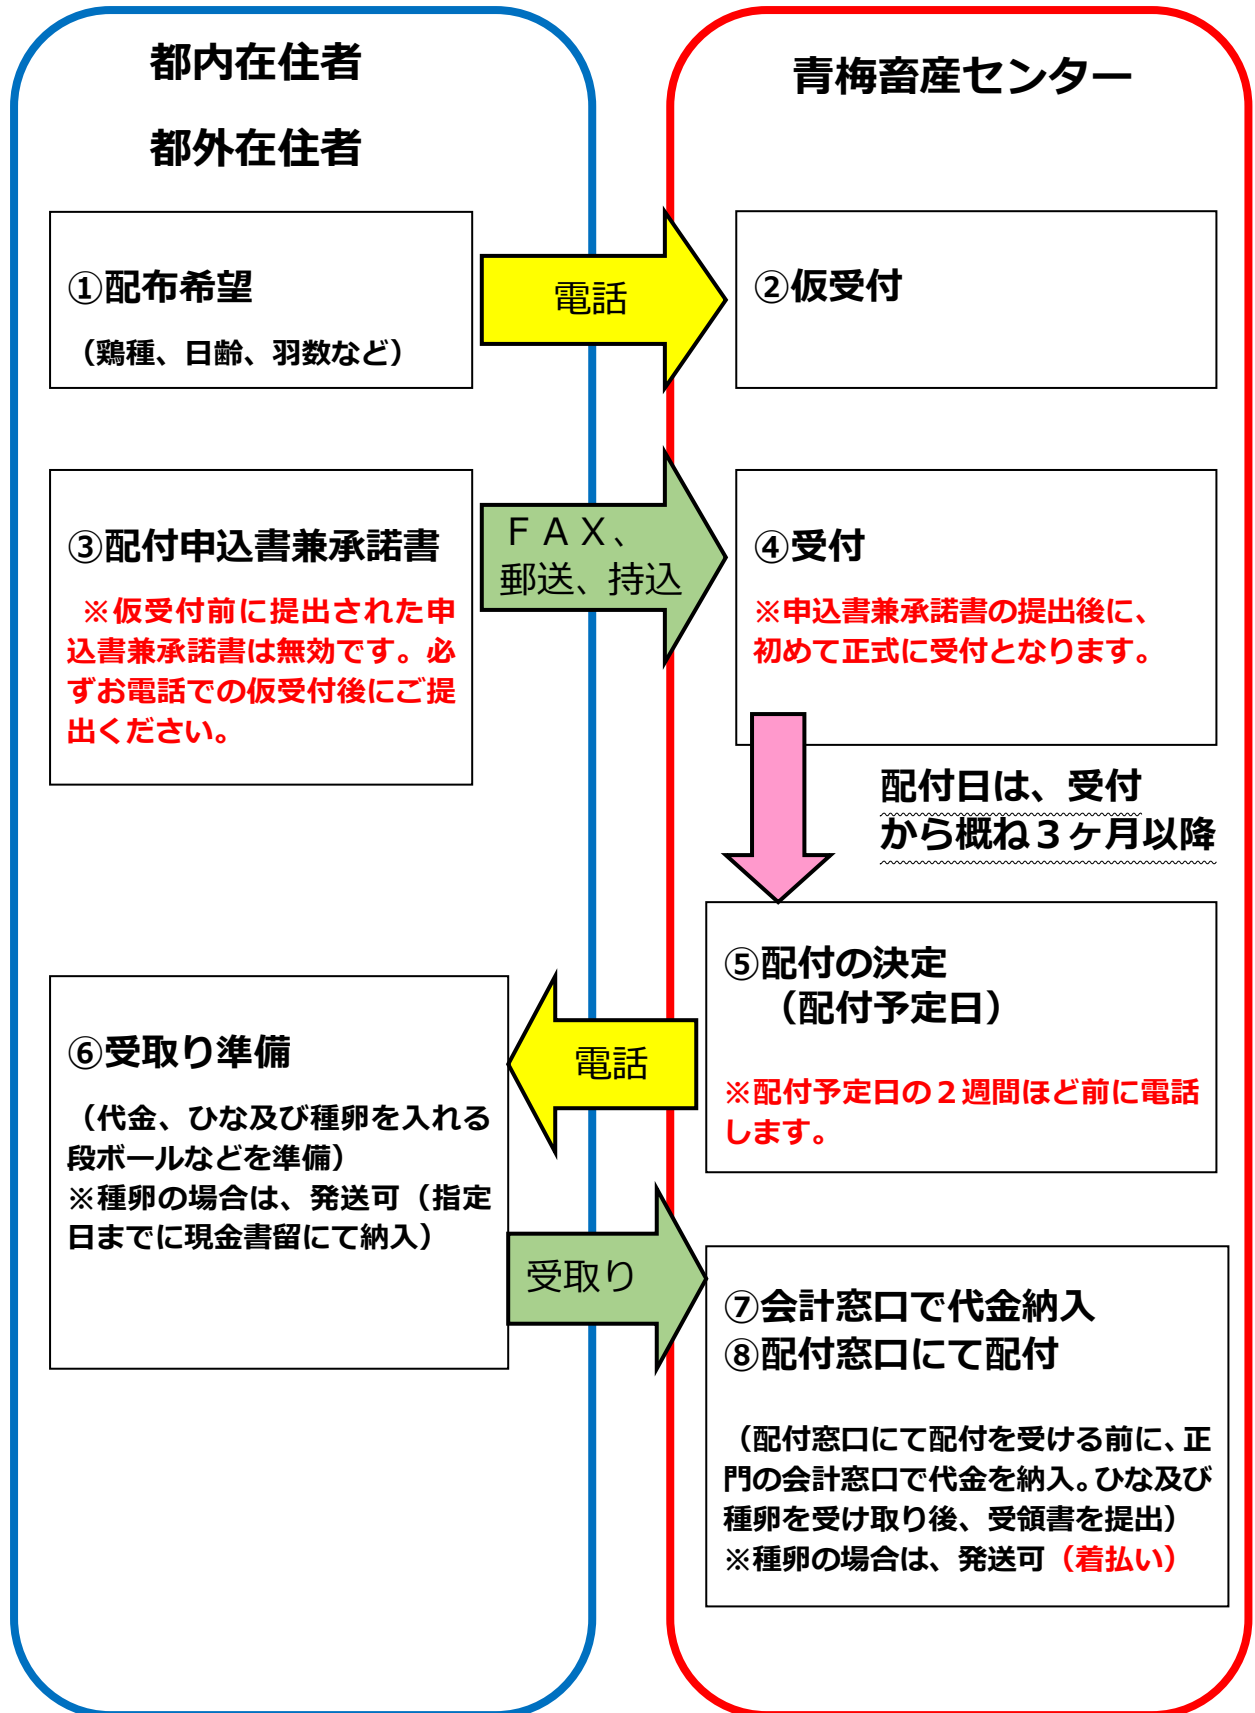 都内在住者
都外在住者
青梅畜産センター
①配布希望
（鶏種、日齢、羽数など）
電話
②仮受付
③配付申込書兼承諾書
※仮受付前に提出された申
込書兼承諾書は無効です。必
ずお電話での仮受付後にご提
出ください。
ＦＡＸ、
郵送、持込
④受付
※申込書兼承諾書の提出後に、
初めて正式に受付となります。
配付日は、受付
から概ね３ヶ月以降
⑤配付の決定
（配付予定日）
※配付予定日の２週間ほど前に電話
します。
電話
⑥受取り準備
（代金、ひな及び種卵を入れる
段ボールなどを準備）
※種卵の場合は、発送可（指定
日までに現金書留にて納入）
受取り
⑦会計窓口で代金納入
⑧配付窓口にて配付
（配付窓口にて配付を受ける前に、正
門の会計窓口で代金を納入。ひな及び
種卵を受け取り後、受領書を提出）
※種卵の場合は、発送可（着払い）